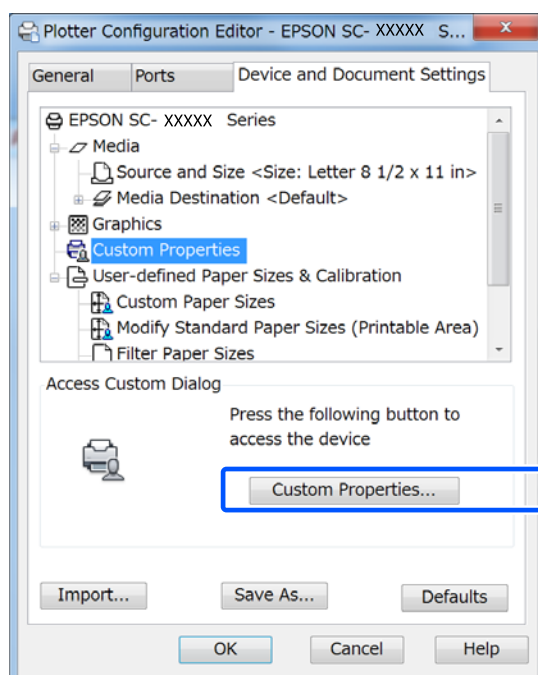 Plotter Configuration Editor - EPSON SC- XXXXX S...
x
General Ports Device and Document Settings
EPSON SC- XXXXX Series
Media
Source and Size <Size: Letter 8 1/2 x 11 in>
Media Destination <Default>
Graphics
Custom Properties
User-defined Paper Sizes & Calibration
Custom Paper Sizes
Modify Standard Paper Sizes (Printable Area)
Filter Paper Sizes
Access Custom Dialog
Press the following button to
access the device
Custom Properties...
Import... Save As... Defaults
OK Cancel Help